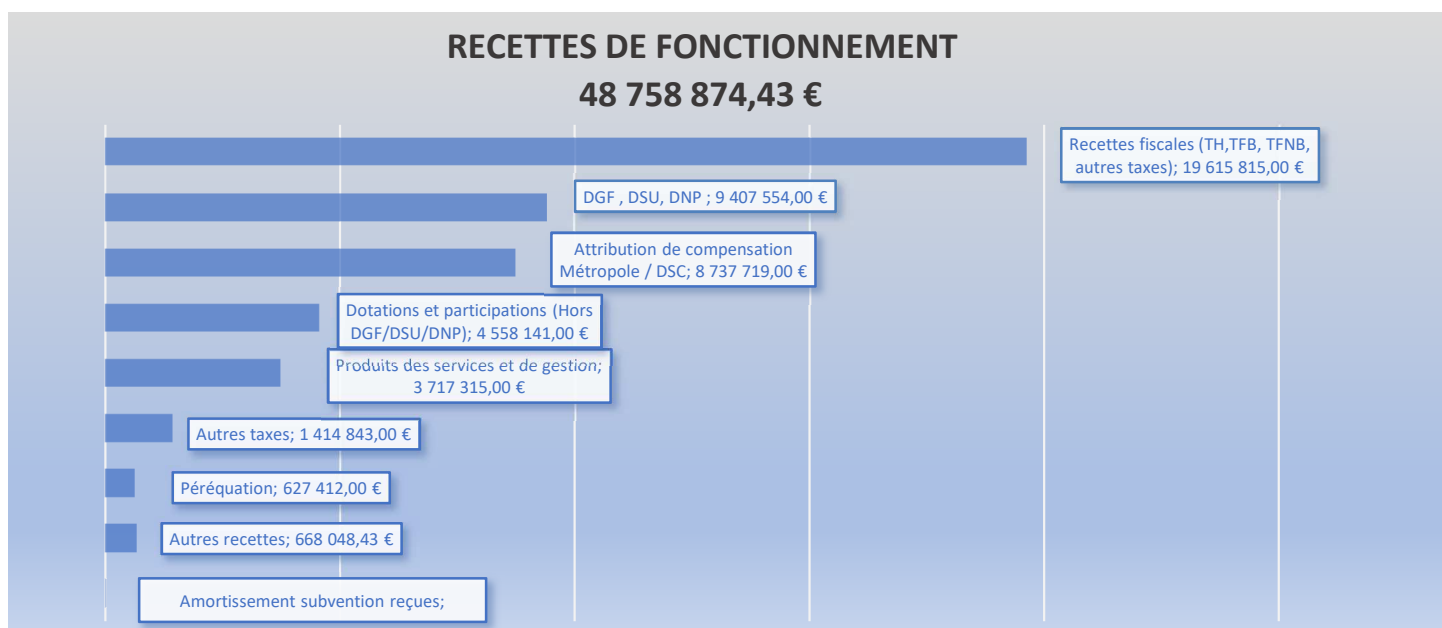 RECETTES DE FONCTIONNEMENT
48 758 874,43 €
Recettes fiscales (TH,TFB, TFNB,
autres taxes); 19 615 815,00 €
DGF , DSU, DNP ; 9 407 554,00 €
Attribution de compensation
Métropole / DSC; 8 737 719,00 €
Dotations et participations (Hors
DGF/DSU/DNP); 4 558 141,00 €
Produits des services et de gestion;
3 717 315,00 €
Autres taxes; 1 414 843,00 €
Péréquation; 627 412,00 €
Autres recettes; 668 048,43 €
Amortissement subvention reçues;